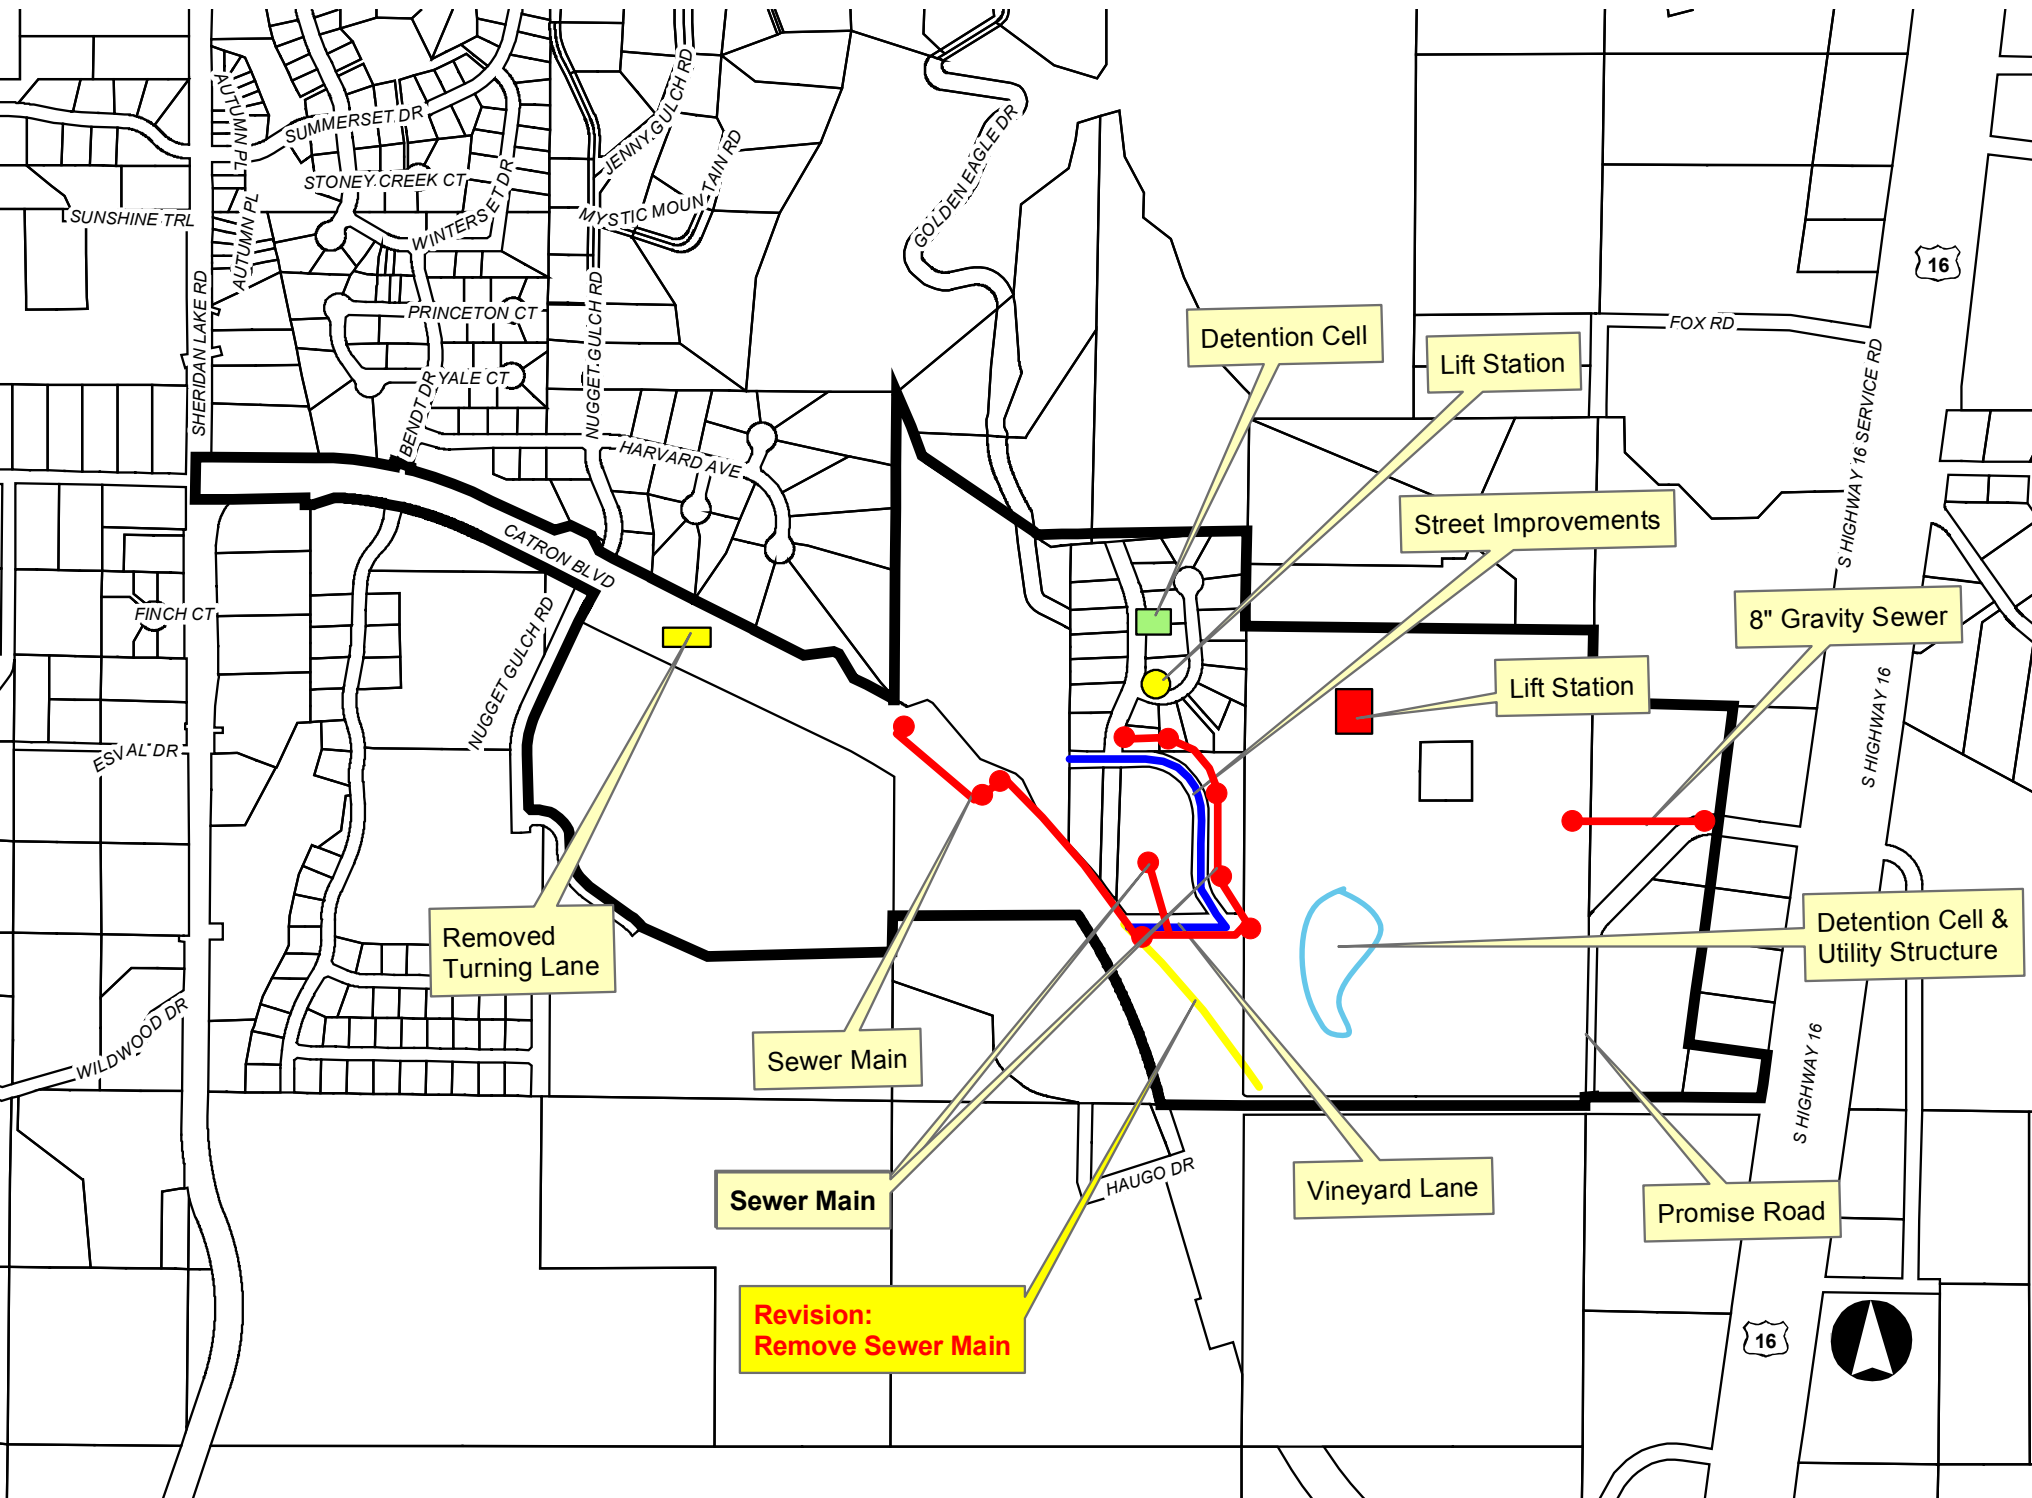 AUTUMN PL
SUMMERSET DR
JENNY GULCH RD
GOLDEN EAGLE DR
STONEY CREEK CT
MYSTIC MOUNTAIN RD
SUNSHINE TRL
AUTUMN PL
WINTERSET DR
16
SHERIDAN LAKE RD
NUGGET GULCH RD
PRINCETON CT
FOX RD
Detention Cell
Lift Station
YALE CT
BENDT DR
S HIGHWAY 16 SERVICE RD
HARVARD AVE
Street Improvements
CATRON BLVD
FINCH CT
NUGGET GULCH RD
8" Gravity Sewer
Lift Station
S HIGHWAY 16
ESVAL DR
Removed
Turning Lane
Detention Cell &
Utility Structure
WILDWOOD DR
Sewer Main
S HIGHWAY 16
HAUGO DR
Sewer Main
Vineyard Lane
Promise Road
Revision:
Remove Sewer Main
16